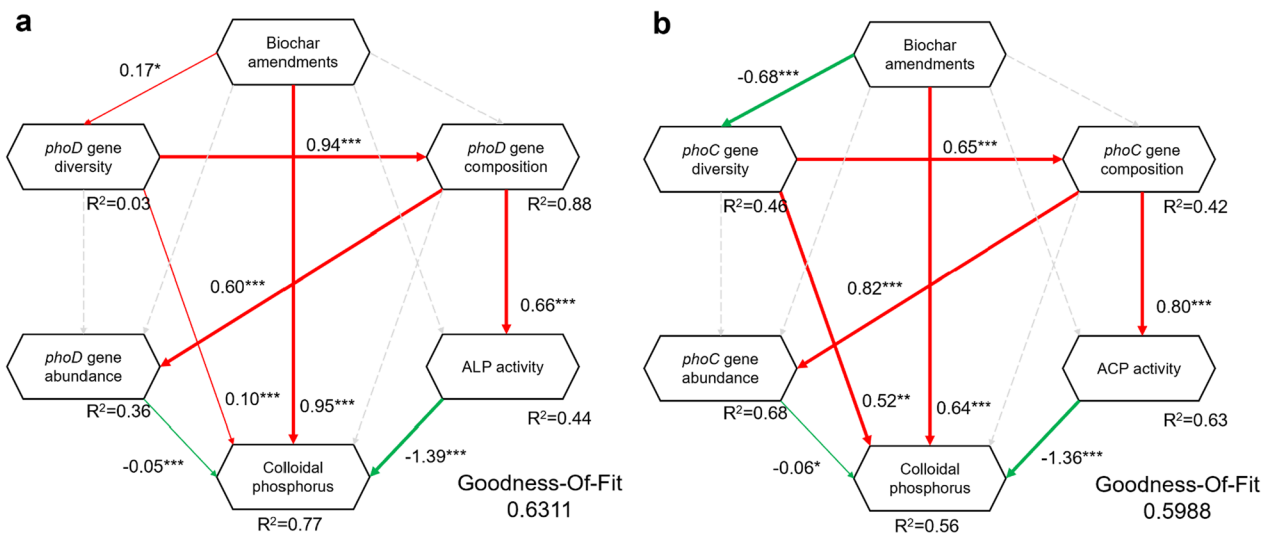 a
Biochar
amendments
0.17*
phoD gene
diversity
R²=0.03
0.94***
phoD gene
composition
R²=0.88
0.60***
0.66***
phoD gene
abundance
R²=0.36
ALP activity
R²=0.44
0.10***
0.95***
-0.05***
-1.39***
Colloidal
phosphorus
R²=0.77
Goodness-Of-Fit
0.6311
b
Biochar
amendments
-0.68***
phoC gene
diversity
R²=0.46
0.65***
phoC gene
composition
R²=0.42
0.82***
0.80***
phoC gene
abundance
R²=0.68
ACP activity
R²=0.63
0.52**
0.64***
-0.06*
-1.36***
Colloidal
phosphorus
R²=0.56
Goodness-Of-Fit
0.5988